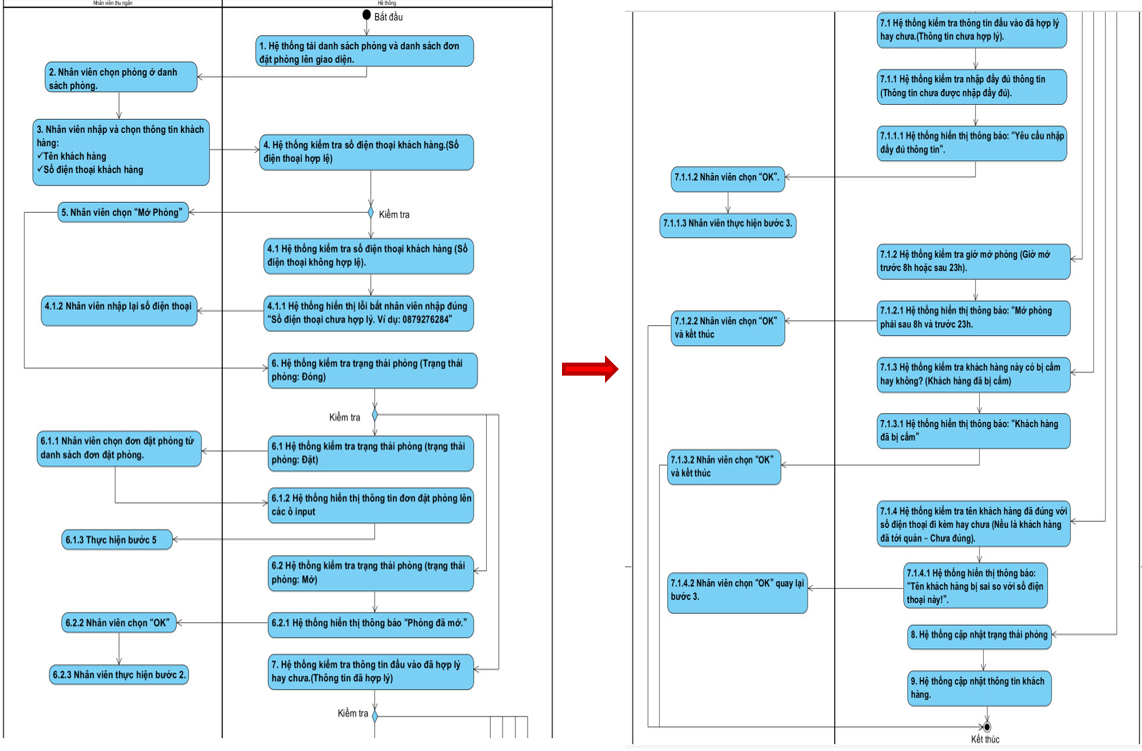 Nhân viên thu ngân
Hệ thống
Bắt đầu
1. Hệ thống tải danh sách phòng và danh sách đơn
đặt phòng lên giao diện.
2. Nhân viên chọn phòng ở danh
sách phòng.
3. Nhân viên nhập và chọn thông tin khách
hàng:
✓Tên khách hàng
✓Số điện thoại khách hàng
4. Hệ thống kiểm tra số điện thoại khách hàng.(Số
điện thoại hợp lệ)
Kiểm tra
5. Nhân viên chọn "Mở Phòng"
4.1 Hệ thống kiểm tra số điện thoại khách hàng (Số
điện thoại không hợp lệ).
4.1.1 Hệ thống hiển thị lỗi bắt nhân viên nhập đúng
"Số điện thoại chưa hợp lý. Ví dụ: 0879276284"
4.1.2 Nhân viên nhập lại số điện thoại
6. Hệ thống kiểm tra trạng thái phòng (Trạng thái
phòng: Đóng)
Kiểm tra
6.1 Hệ thống kiểm tra trạng thái phòng (trạng thái
phòng: Đặt)
6.1.1 Nhân viên chọn đơn đặt phòng từ
danh sách đơn đặt phòng.
6.1.2 Hệ thống hiển thị thông tin đơn đặt phòng lên
các ô input
6.1.3 Thực hiện bước 5
6.2 Hệ thống kiểm tra trạng thái phòng (trạng thái
phòng: Mở)
6.2.1 Hệ thống hiển thị thông báo "Phòng đã mở."
6.2.2 Nhân viên chọn "OK"
6.2.3 Nhân viên thực hiện bước 2.
7. Hệ thống kiểm tra thông tin đầu vào đã hợp lý
hay chưa.(Thông tin đã hợp lý)
Kiểm tra
7.1 Hệ thống kiểm tra thông tin đầu vào đã hợp lý
hay chưa.(Thông tin chưa hợp lý).
7.1.1 Hệ thống kiểm tra nhập đầy đủ thông tin
(Thông tin chưa được nhập đầy đủ).
7.1.1.1 Hệ thống hiển thị thông báo: "Yêu cầu nhập
đầy đủ thông tin".
7.1.1.2 Nhân viên chọn "OK".
7.1.1.3 Nhân viên thực hiện bước 3.
7.1.2 Hệ thống kiểm tra giờ mở phòng (Giờ mở
trước 8h hoặc sau 23h).
7.1.2.1 Hệ thống hiển thị thông báo: "Mở phòng
phải sau 8h và trước 23h.
7.1.2.2 Nhân viên chọn "OK"
và kết thúc
7.1.3 Hệ thống kiểm tra khách hàng này có bị cấm
hay không? (Khách hàng đã bị cấm)
7.1.3.1 Hệ thống hiển thị thông báo: "Khách hàng
đã bị cấm"
7.1.3.2 Nhân viên chọn "OK"
và kết thúc
7.1.4 Hệ thống kiểm tra tên khách hàng đã đúng với
số điện thoại đi kèm hay chưa (Nếu là khách hàng
đã tới quán – Chưa đúng).
7.1.4.1 Hệ thống hiển thị thông báo:
"Tên khách hàng bị sai so với số điện
thoại này!".
7.1.4.2 Nhân viên chọn "OK" quay lại
bước 3.
8. Hệ thống cập nhật trạng thái phòng
9. Hệ thống cập nhật thông tin khách
hàng.
Kết thúc